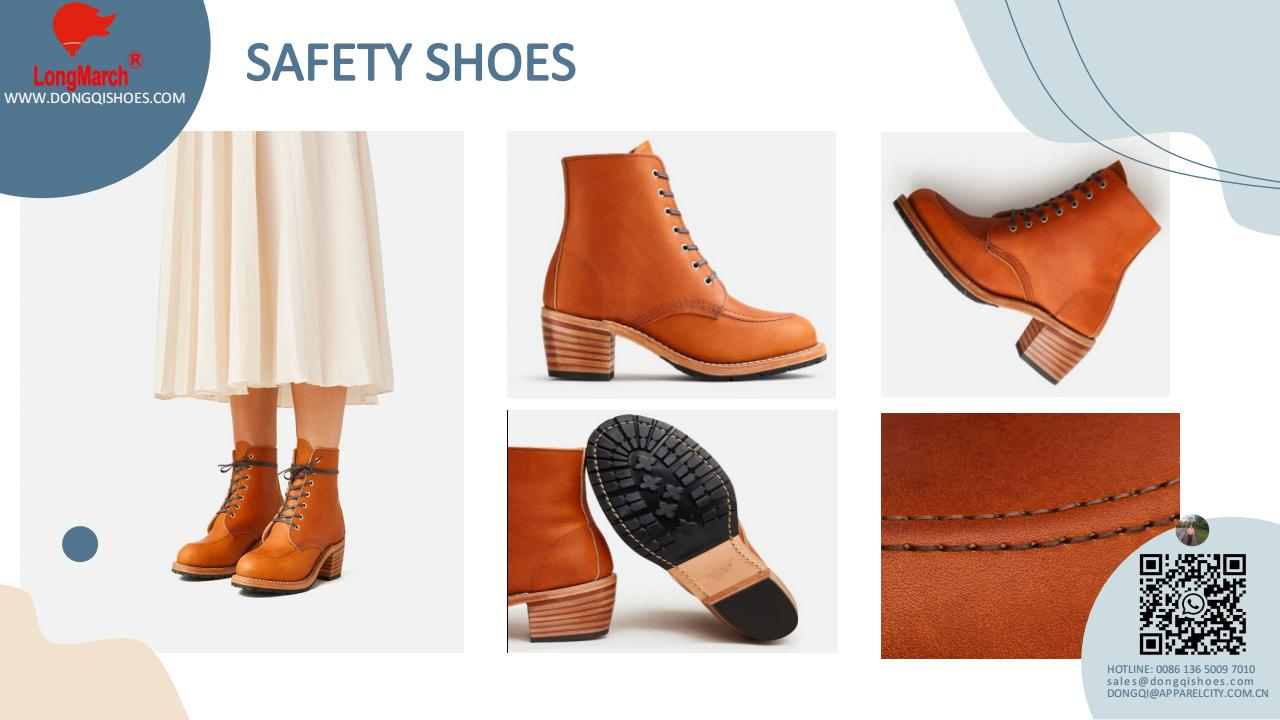 LongMarch®
WWW.DONGQISHOES.COM
SAFETY SHOES
HOTLINE: 0086 136 5009 7010
sales@dongqishoes.com
DONGQI@APPARELCITY.COM.CN